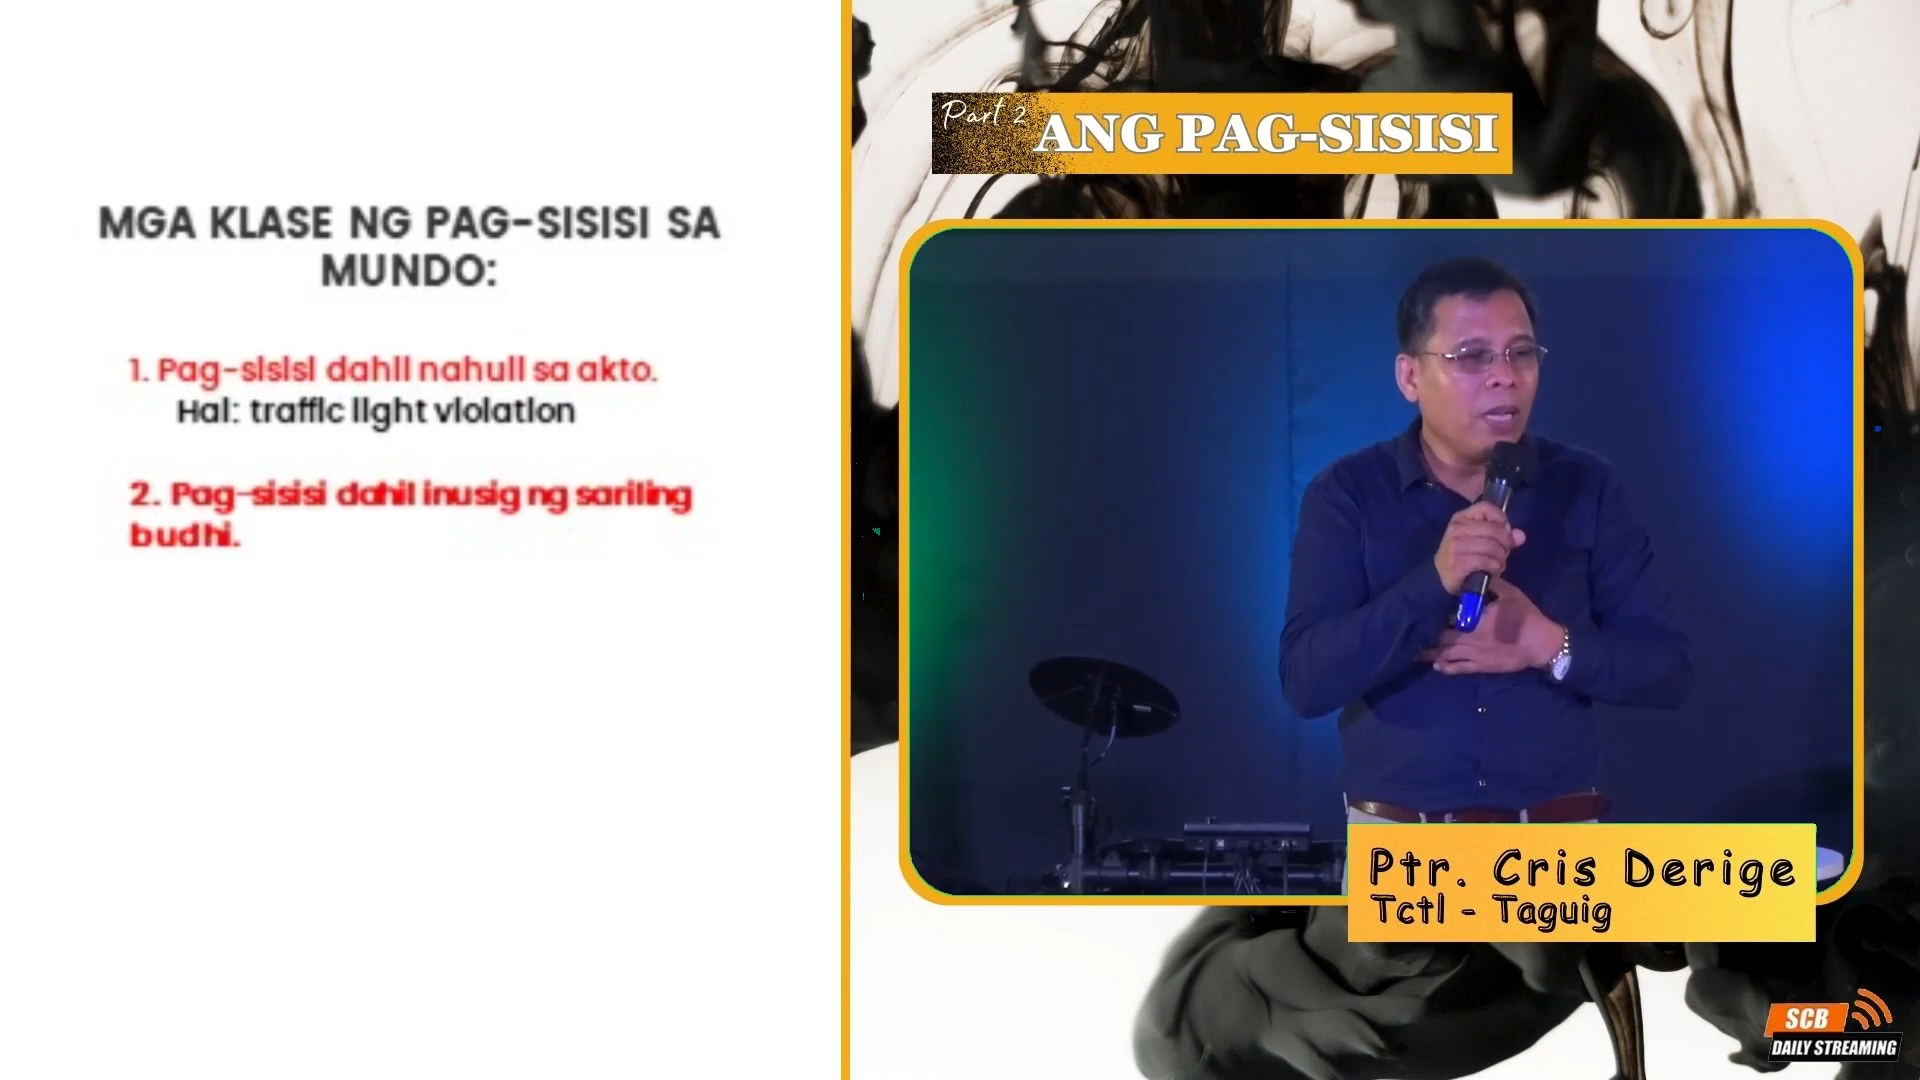 MGA KLASE NG PAG-SISISI SA
MUNDO:
1. Pag-sisisi dahil nahuli sa akto.
Hal: traffic light violation
2. Pag-sisisi dahil inusig ng sariling
budhi.
Part 2
ANG PAG-SISISI
Ptr. Cris Derige
Tctl - Taguig
SCB
DAILY STREAMING